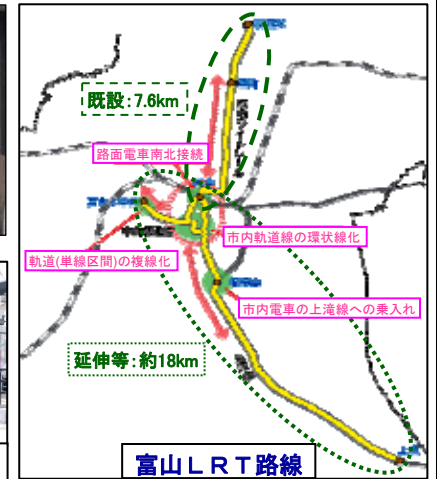 既設:7.6km
路面電車南北接続
市内軌道線の環状線化
軌道(単線区間)の複線化
市内電車の上滝線への乗入れ
延伸等:約18km
富山LRT路線